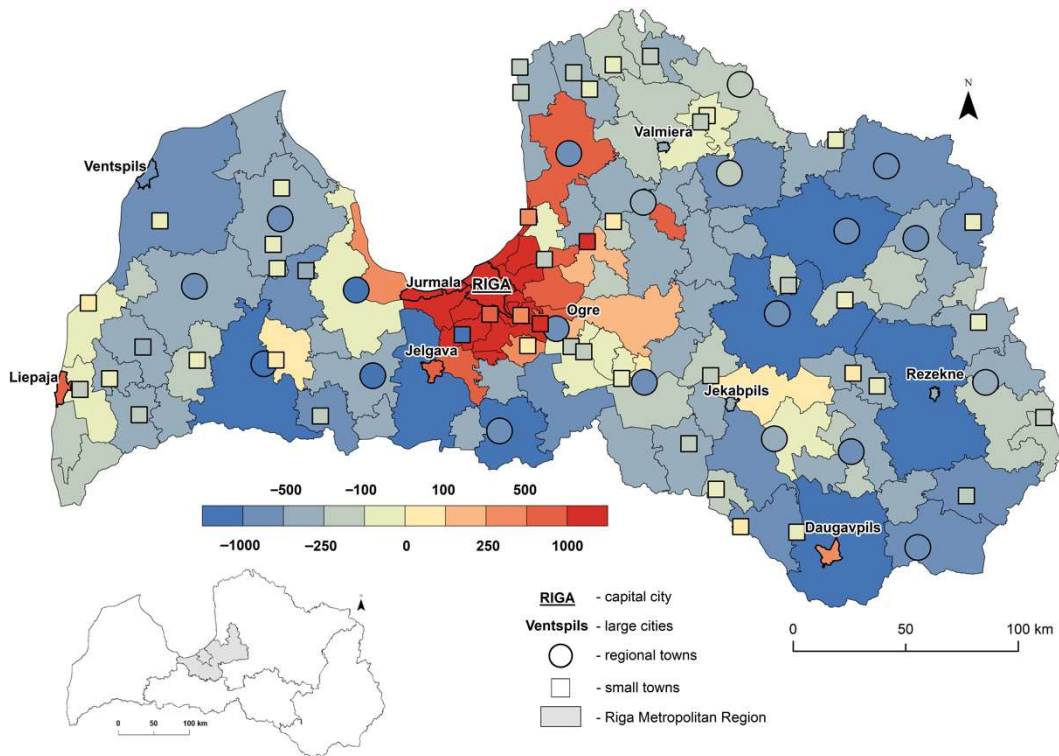 N
Valmiera
Ventspils
Jurmala
RIGA
Ogre
Jelgava
Liepaja
Jekabpils
Rezekne
Daugavpils
−500 −100 100 500
−1000 −250 0 250 1000
RIGA - capital city
Ventspils - large cities
- regional towns
- small towns
- Riga Metropolitan Region
0 50 100 km
N
0 50 100 km